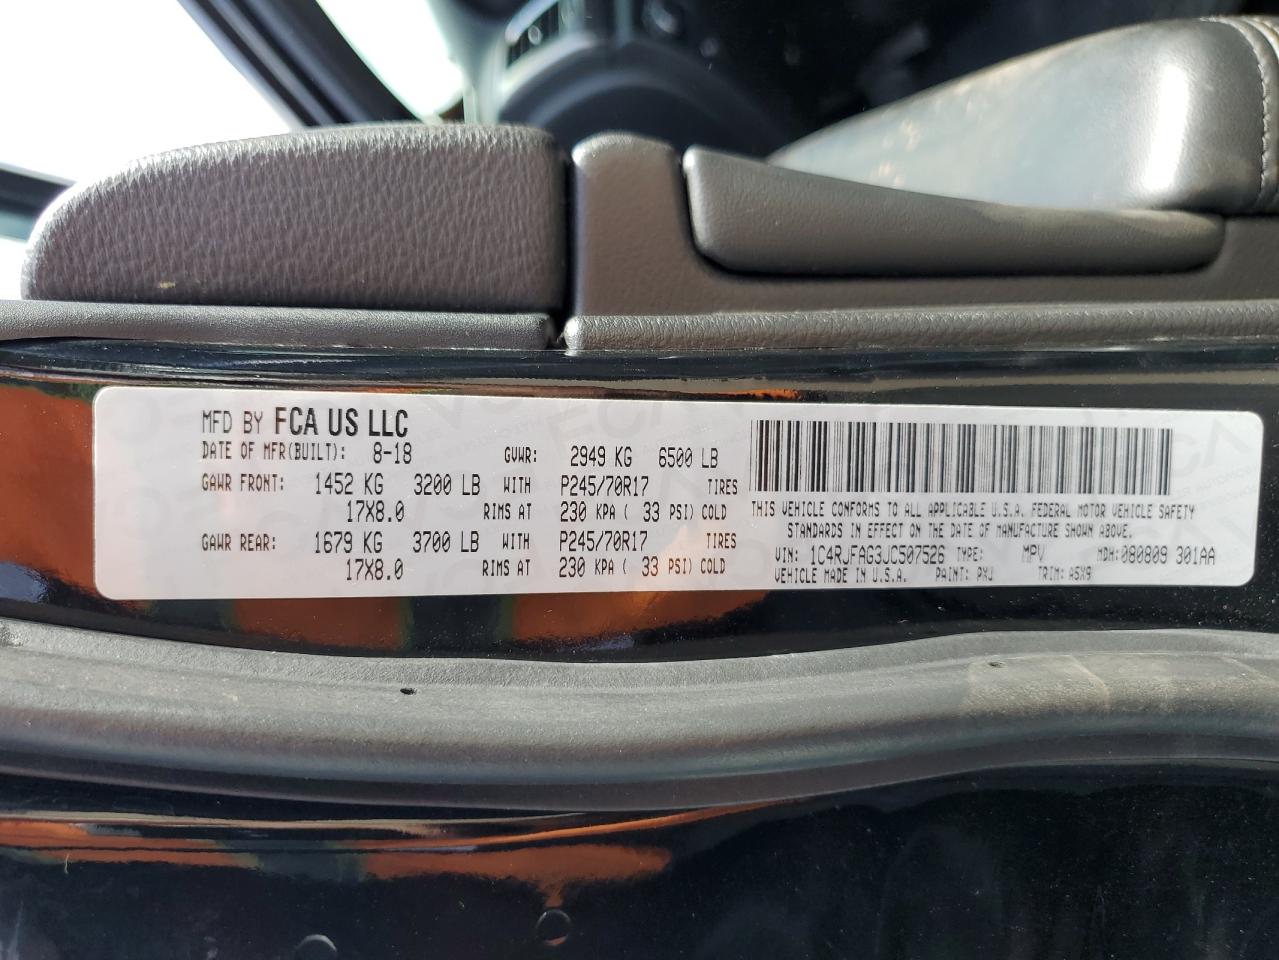 MFD BY FCA US LLC
DATE OF MFR(BUILT): 8-18 GVWR: 2949 KG 6500 LB
GAWR FRONT: 1452 KG 3200 LB WITH P245/70R17 TIRES
17X8.0 RIMS AT 230 KPA ( 33 PSI) COLD
GAWR REAR: 1679 KG 3700 LB WITH P245/70R17 TIRES
17X8.0 RIMS AT 230 KPA ( 33 PSI) COLD
THIS VEHICLE CONFORMS TO ALL APPLICABLE U.S.A. FEDERAL MOTOR VEHICLE SAFETY
STANDARDS IN EFFECT ON THE DATE OF MANUFACTURE SHOWN ABOVE.
VIN: 1C4RJFAG3JC507526 TYPE: MPV MDH: 080809 301AA
VEHICLE MADE IN U.S.A. PAINT: PXJ TRIM: A5X9